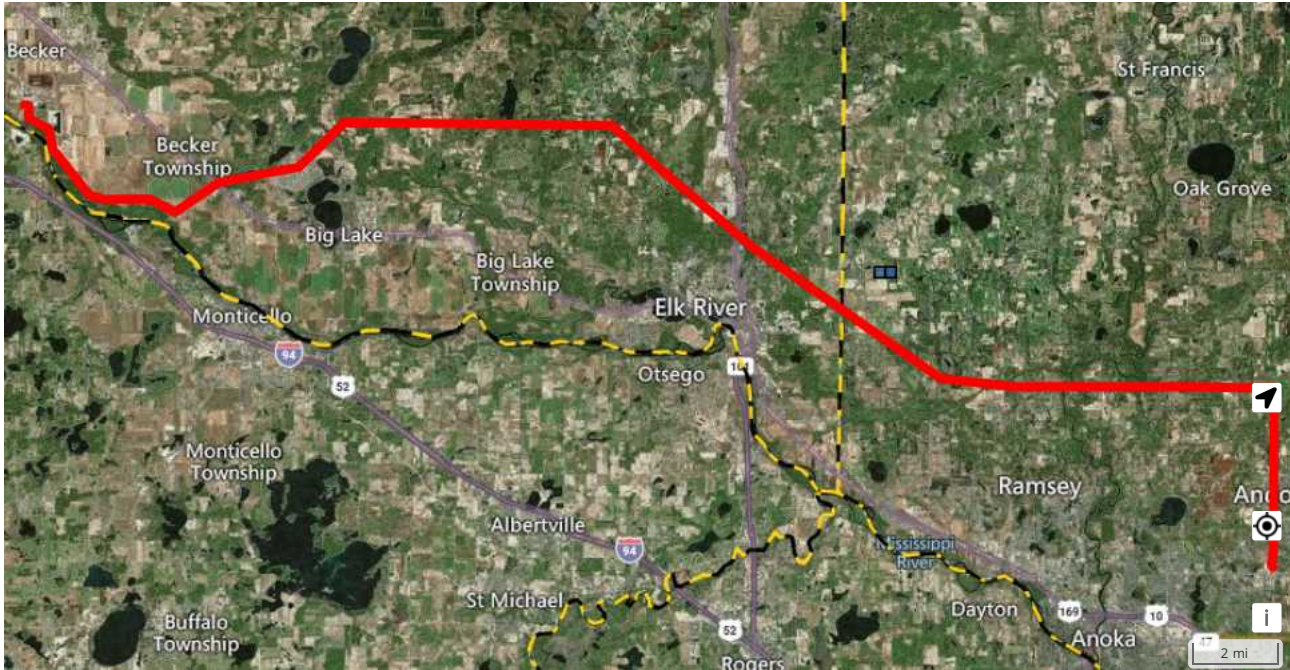 Becker
St Francis
Becker
Township
Oak Grove
Big Lake
Big Lake
Township
Elk River
Monticello
94
52
Otsego
Monticello
Township
Ramsey
Albertville
94
Mississippi
River
St Michael
Dayton
169
10
Buffalo
Township
52
Anoka
47
i
2 mi
Rogers